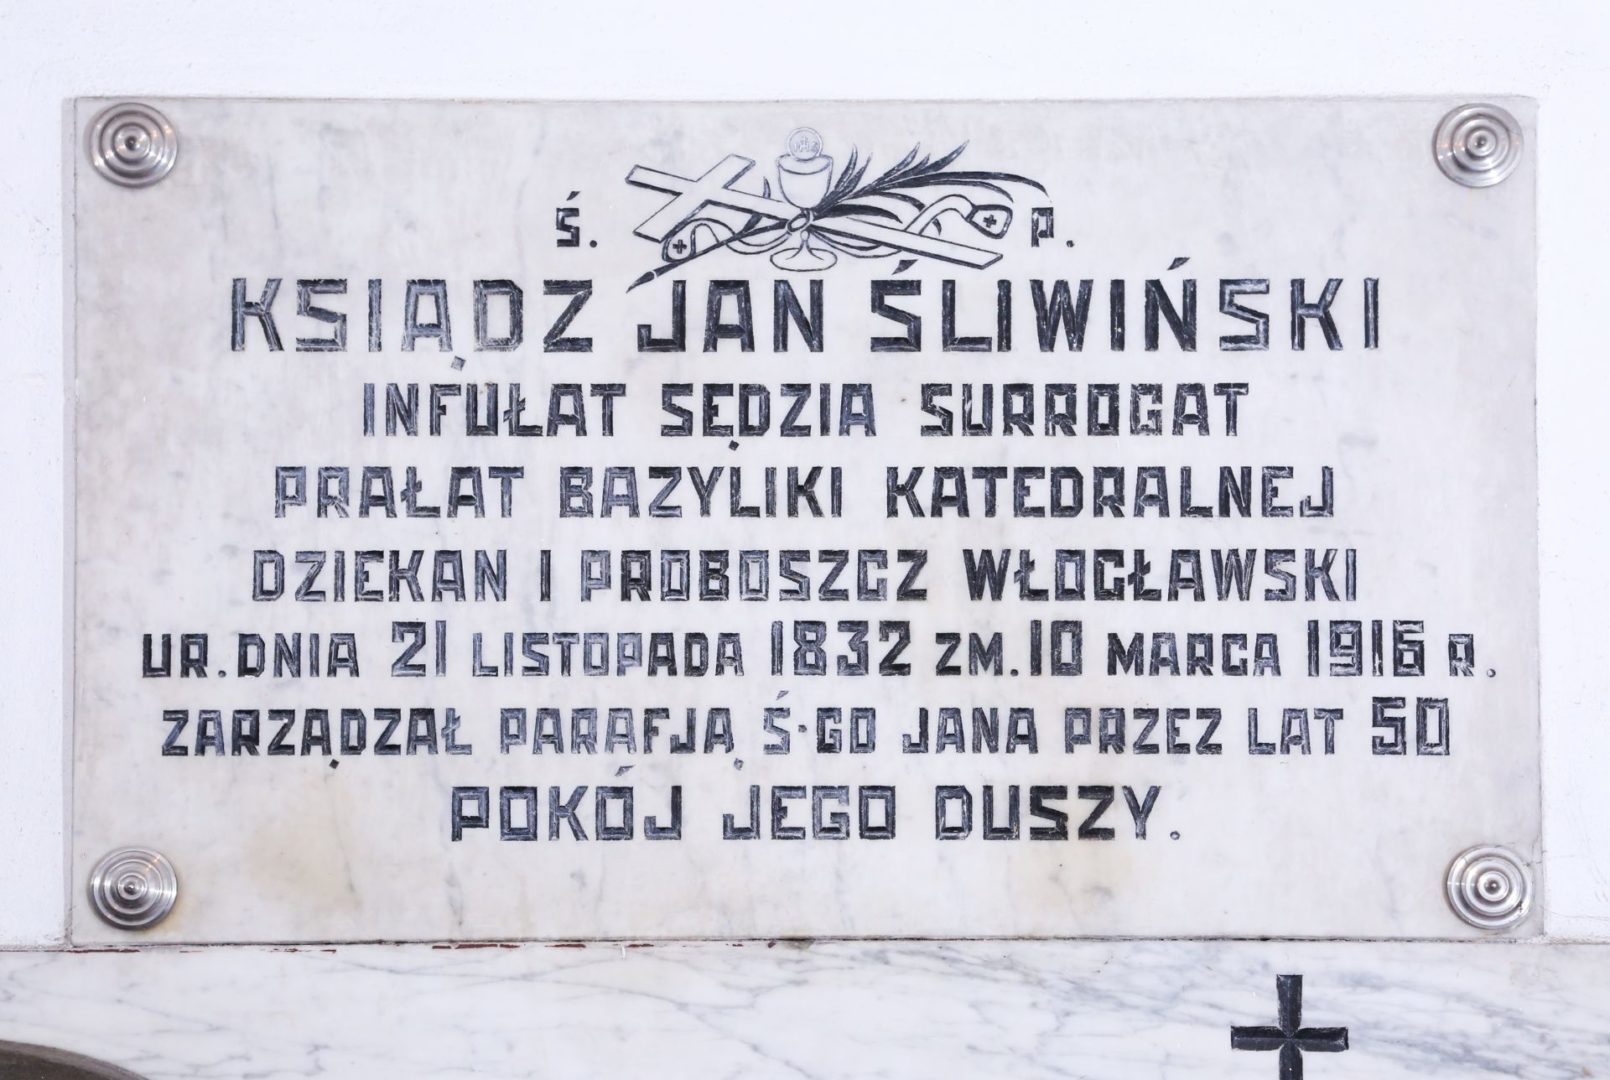 Ś. P.
KSIĄDZ JAN ŚLIWIŃSKI
INFUŁAT SĘDZIA SURROGAT
PRAŁAT BAZYLIKI KATEDRALNEJ
DZIEKAN I PROBOSZCZ WŁOCŁAWSKI
UR. DNIA 21 LISTOPADA 1832 ZM. 10 MARCA 1916 R.
ZARZĄDZAŁ PARAFJĄ Ś-GO JANA PRZEZ LAT 50
POKÓJ JEGO DUSZY.